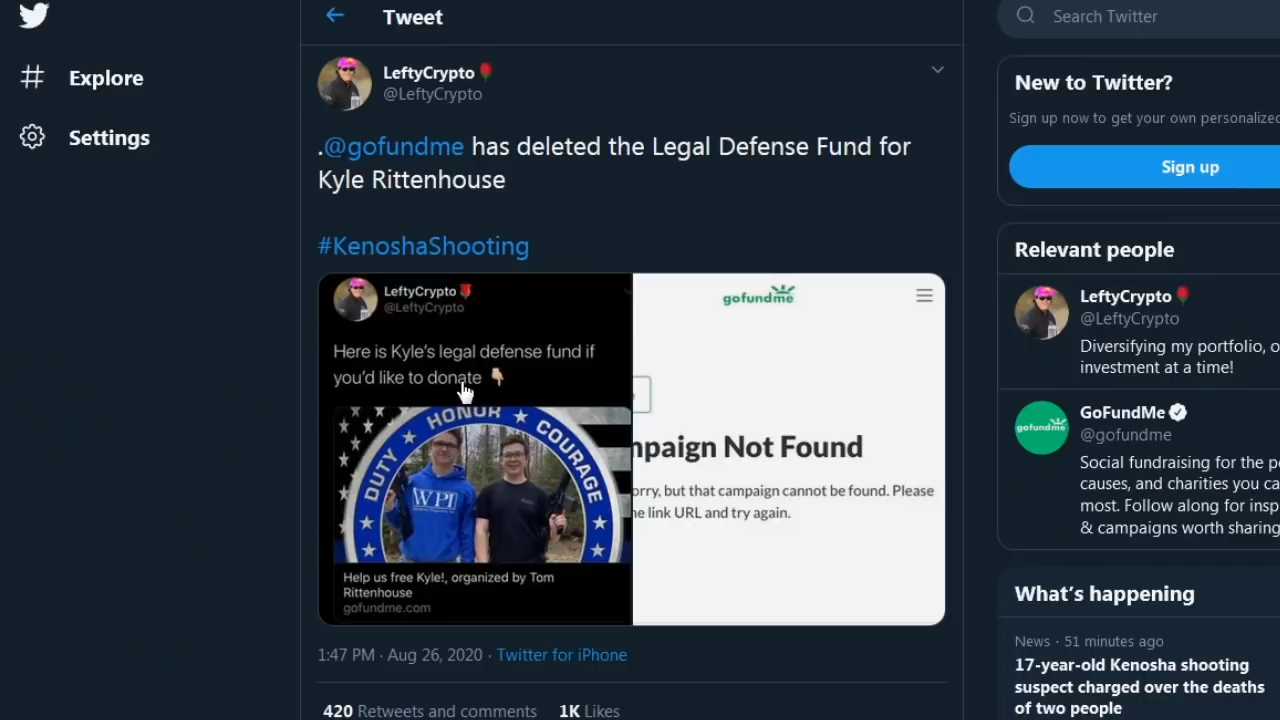 Explore
Settings
Tweet
LeftyCrypto
@LeftyCrypto
.@gofundme has deleted the Legal Defense Fund for
Kyle Rittenhouse
#KenoshaShooting
LeftyCrypto
@LeftyCrypto
Here is Kyle's legal defense fund if
you'd like to donate
DUTY HONOR COURAGE
WPI
Help us free Kyle!, organized by Tom
Rittenhouse
gofundme.com
gofundme
mpaign Not Found
orry, but that campaign cannot be found. Please
he link URL and try again.
1:47 PM · Aug 26, 2020 · Twitter for iPhone
420 Retweets and comments 1K Likes
Search Twitter
New to Twitter?
Sign up now to get your own personalized
Sign up
Relevant people
LeftyCrypto
@LeftyCrypto
Diversifying my portfolio, o
investment at a time!
gofundme
GoFundMe
@gofundme
Social fundraising for the p
causes, and charities you ca
most. Follow along for insp
& campaigns worth sharing
What's happening
News · 51 minutes ago
17-year-old Kenosha shooting
suspect charged over the deaths
of two people